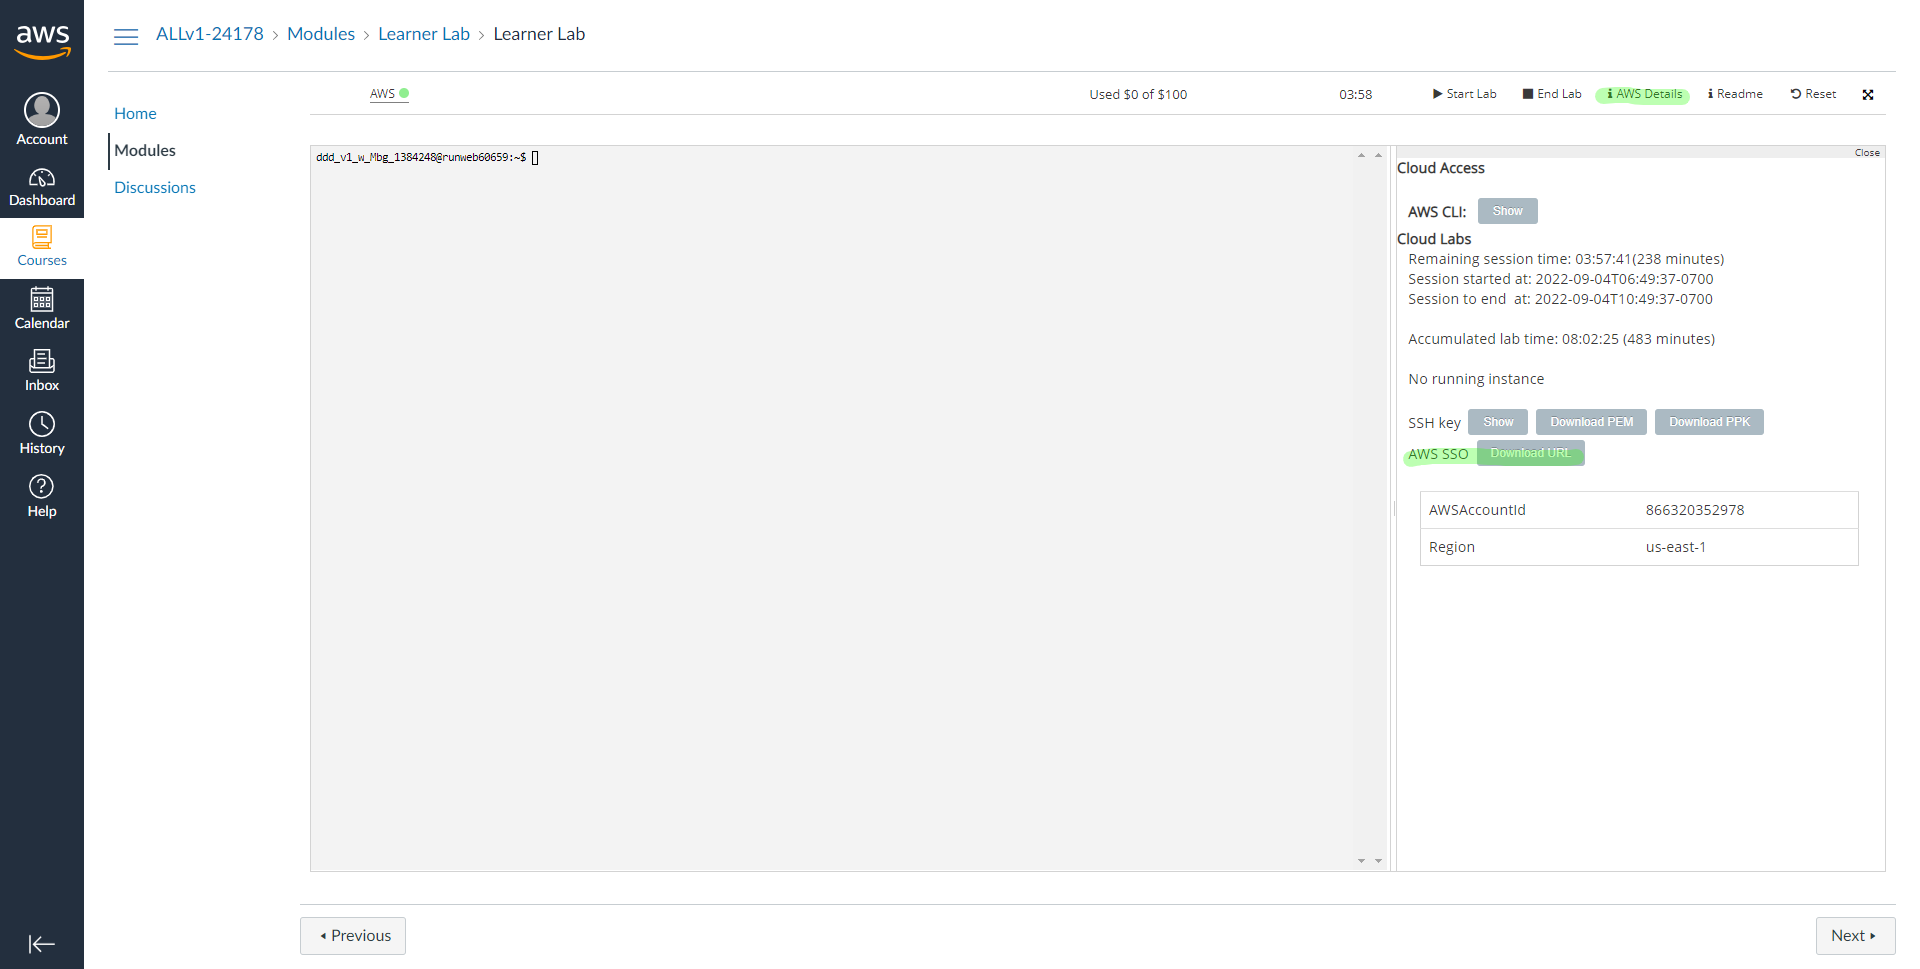 aws
Account
Dashboard
Courses
Calendar
Inbox
History
Help
ALLv1-24178 › Modules › Learner Lab › Learner Lab
Home
Modules
Discussions
AWS
Used $0 of $100
03:58
Start Lab
End Lab
AWS Details
Readme
Reset
ddd_v1_w_Mbg_1384248@runweb60659:~$
Close
Cloud Access
AWS CLI: Show
Cloud Labs
Remaining session time: 03:57:41(238 minutes)
Session started at: 2022-09-04T06:49:37-0700
Session to end at: 2022-09-04T10:49:37-0700
Accumulated lab time: 08:02:25 (483 minutes)
No running instance
SSH key Show Download PEM Download PPK
AWS SSO Download URL
AWSAccountId 866320352978
Region us-east-1
Previous
Next